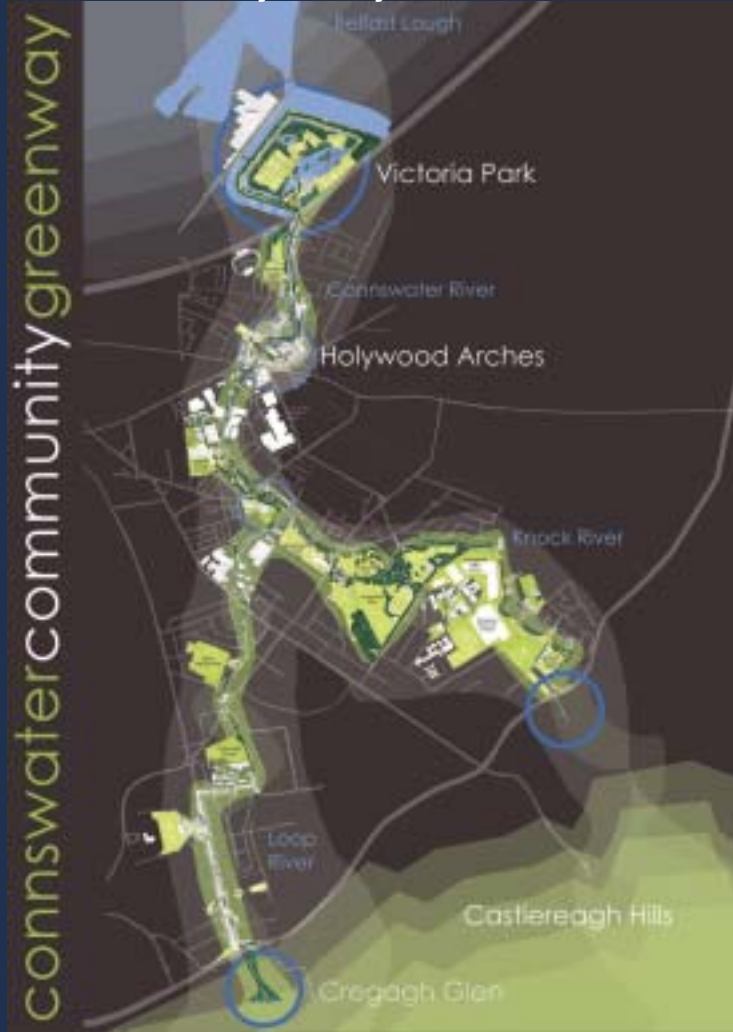 connswatercommunitygreenway
Belfast Lough
Victoria Park
Connswater River
Holywood Arches
Knock River
Loop
River
Castlereagh Hills
Cregagh Glen